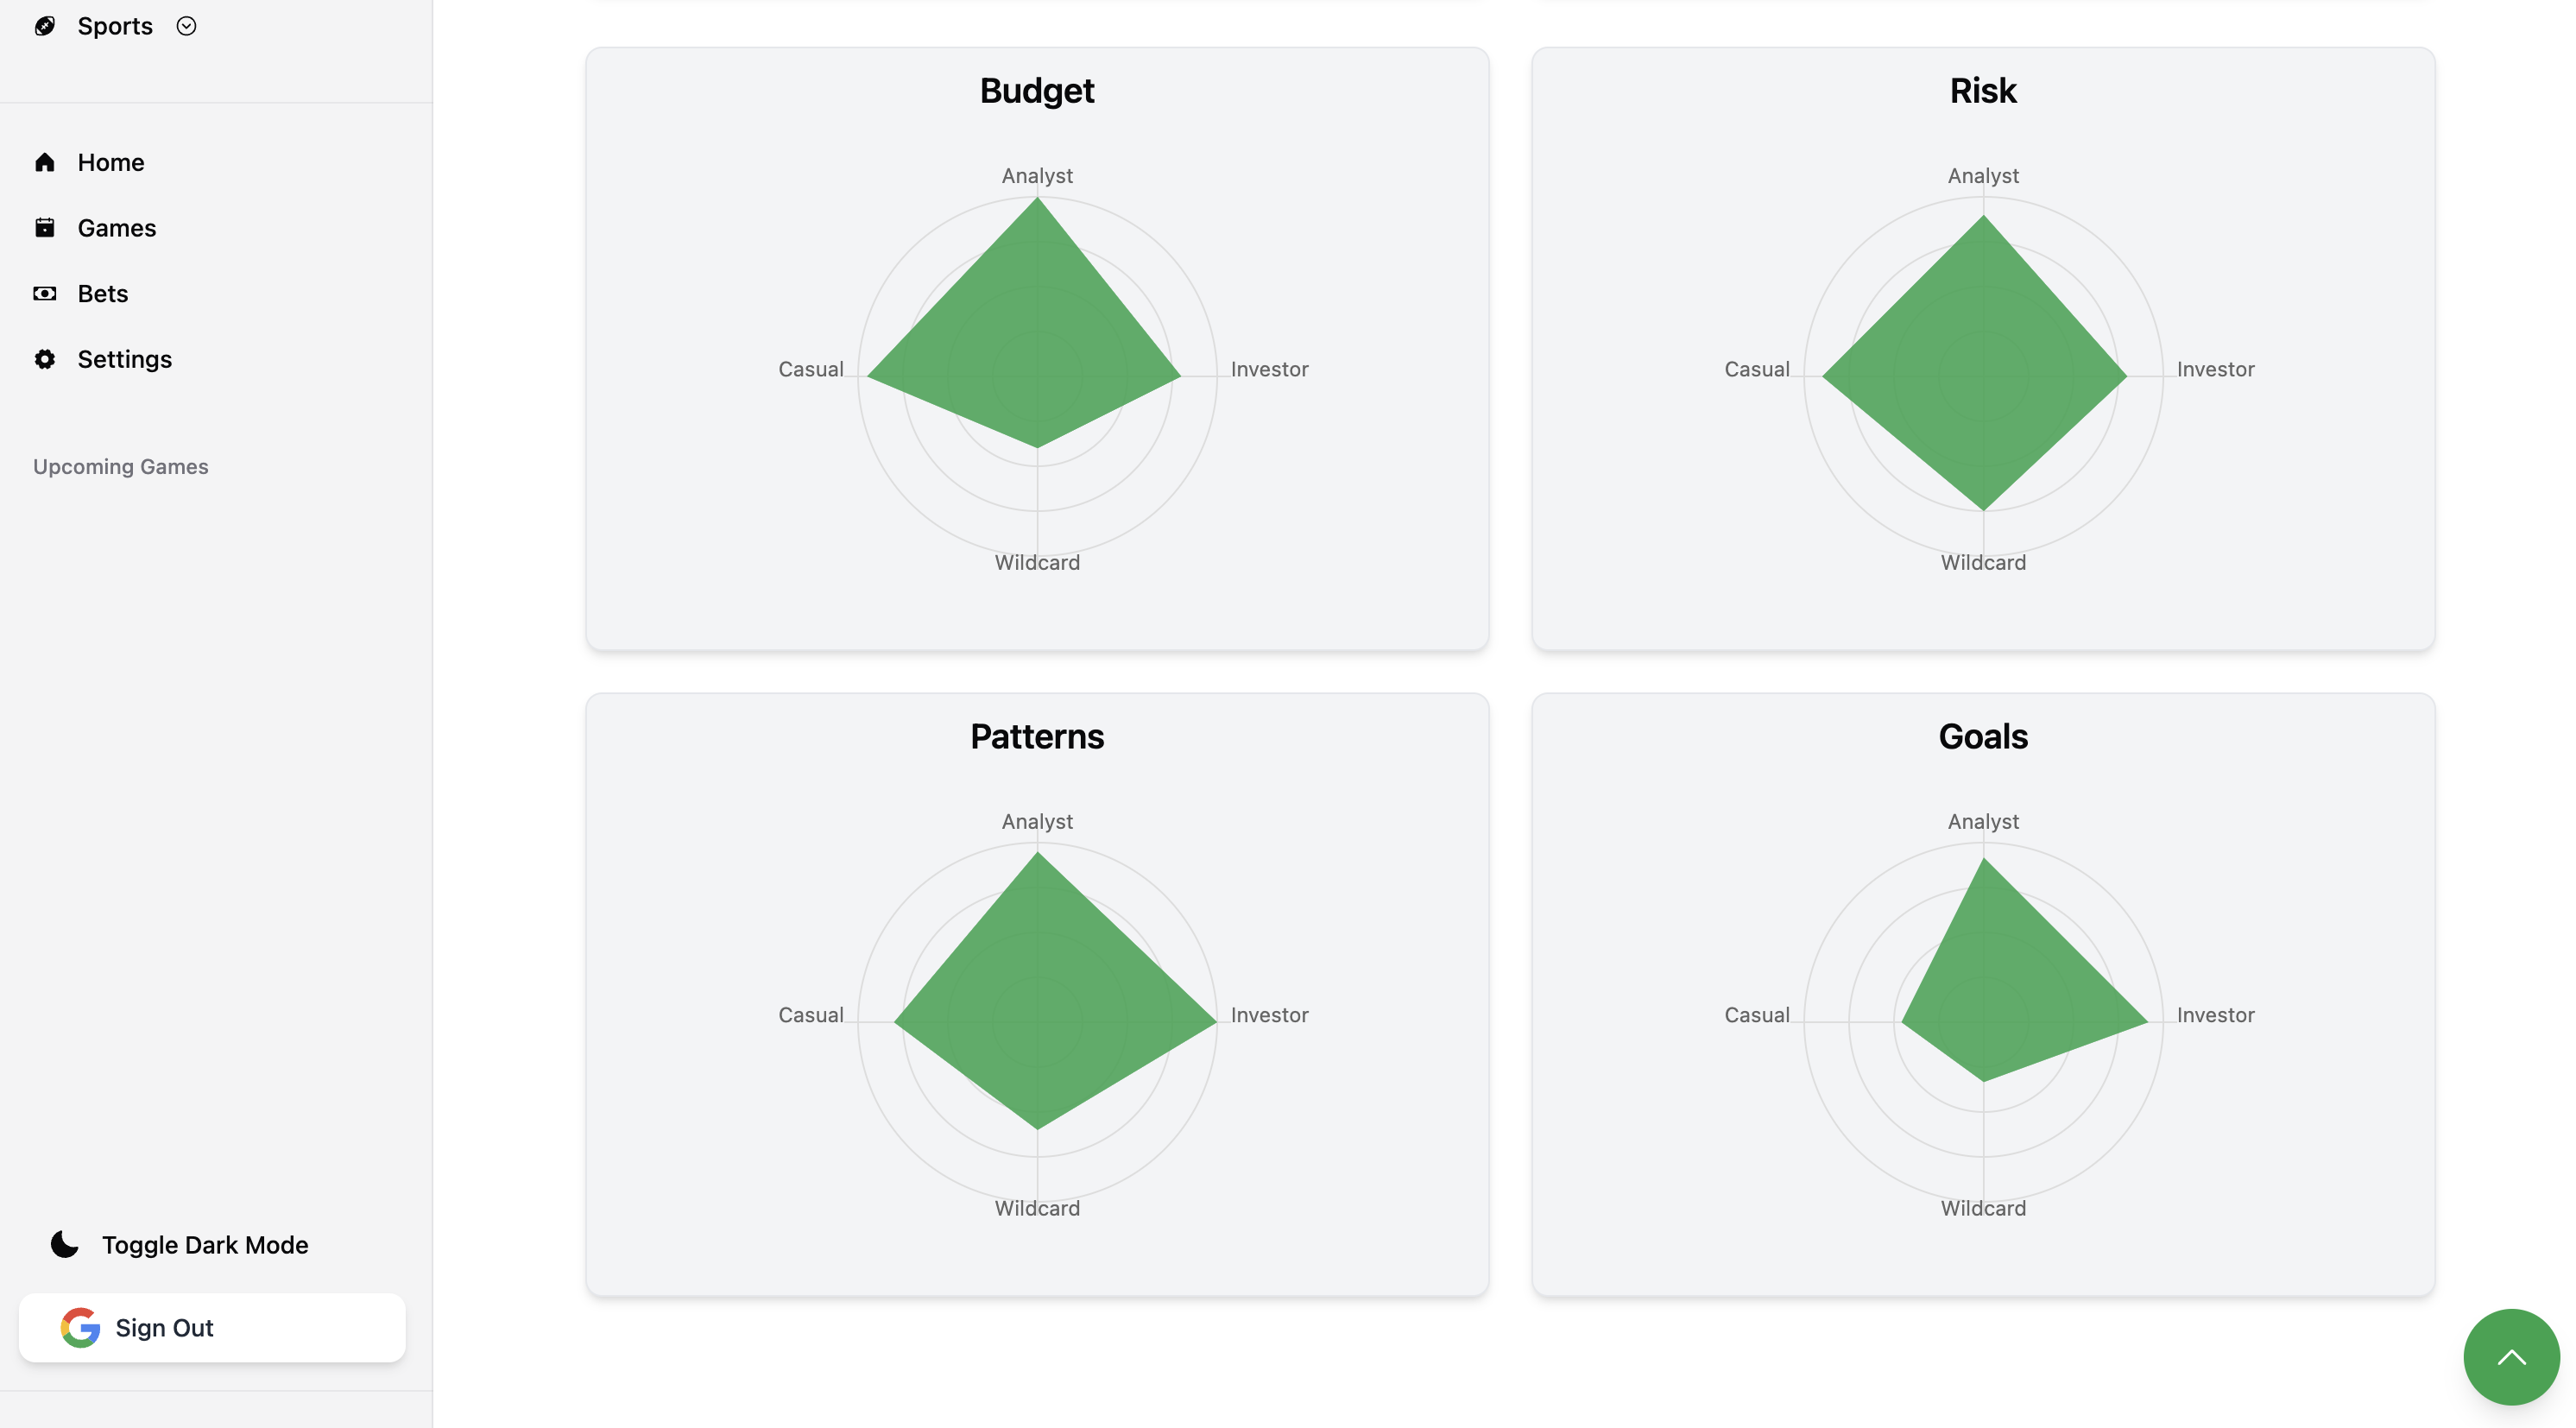 Sports
Home
Games
Bets
Settings
Upcoming Games
Toggle Dark Mode
Sign Out
Budget
Analyst
Casual
Investor
Wildcard
Risk
Analyst
Casual
Investor
Wildcard
Patterns
Analyst
Casual
Investor
Wildcard
Goals
Analyst
Casual
Investor
Wildcard